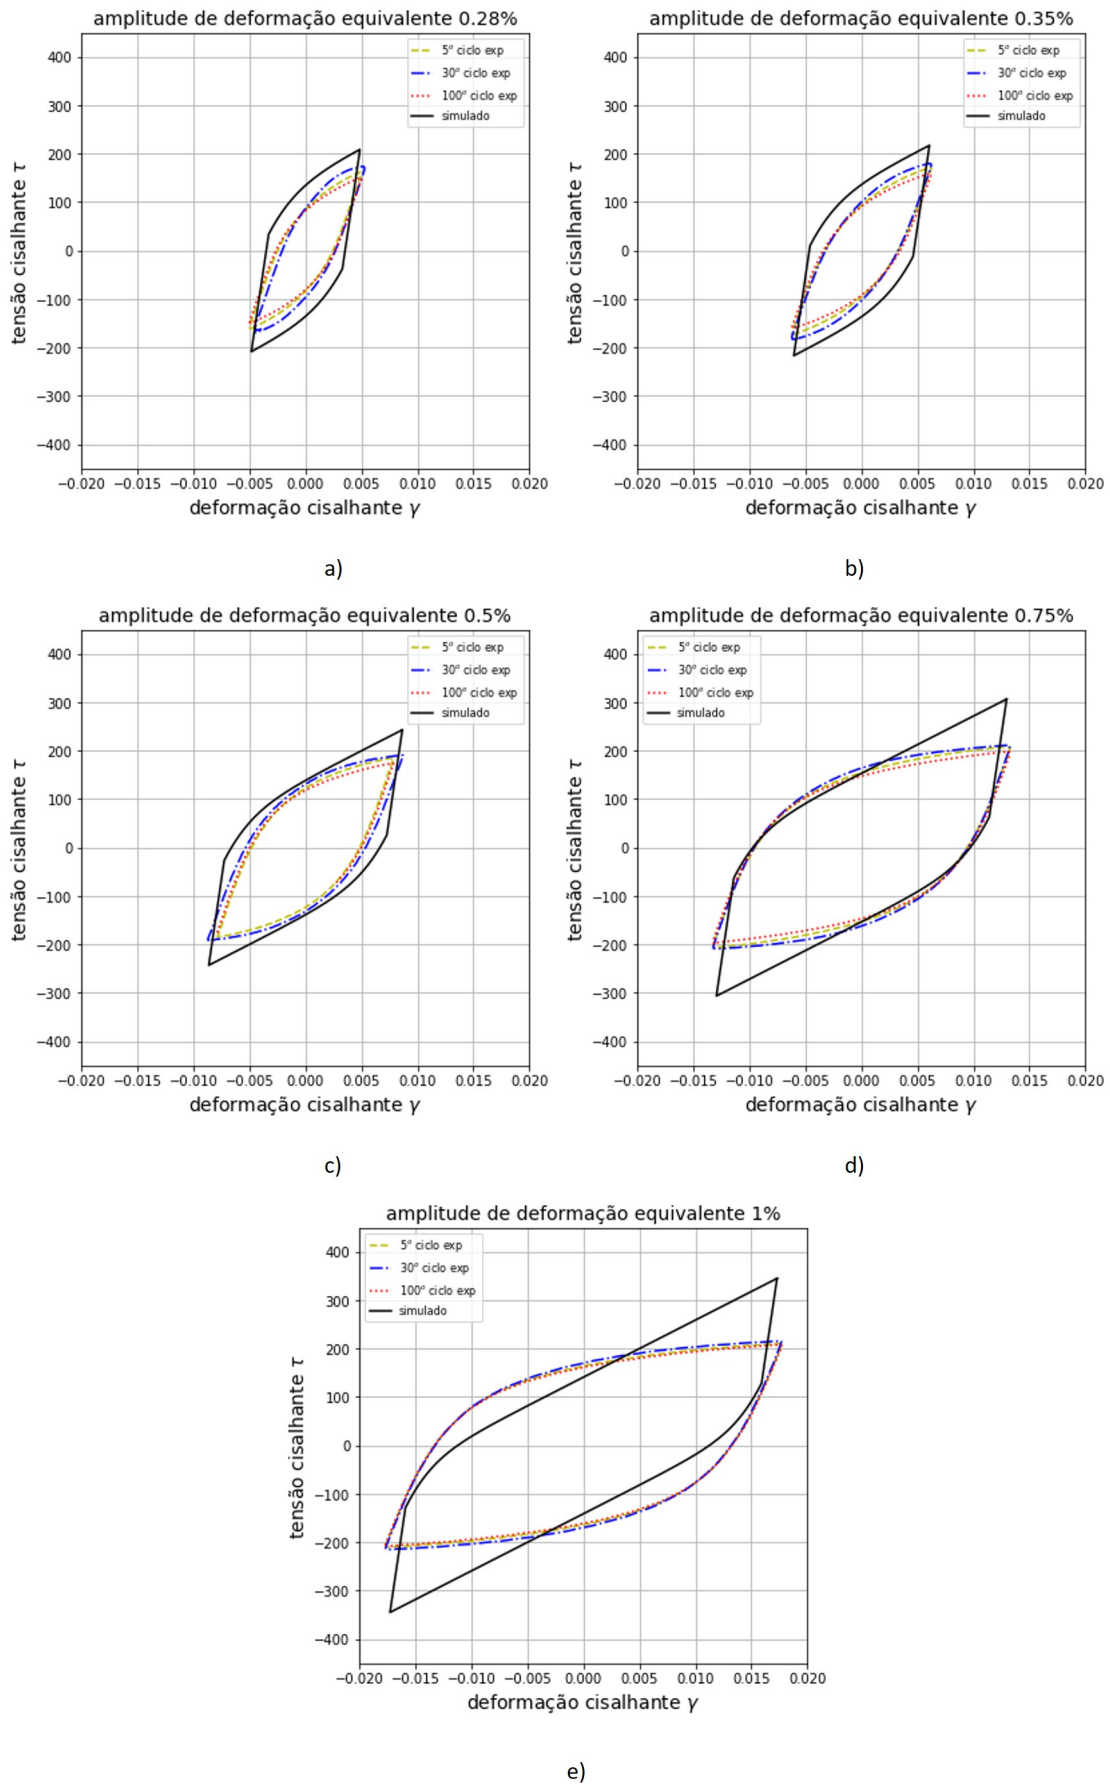 amplitude de deformação equivalente 0.28%
400
300
200
100
0
−100
−200
−300
−400
tensão cisalhante τ
5º ciclo exp
30º ciclo exp
100º ciclo exp
simulado
−0.020 −0.015 −0.010 −0.005 0.000 0.005 0.010 0.015 0.020
deformação cisalhante γ
a)
amplitude de deformação equivalente 0.35%
400
300
200
100
0
−100
−200
−300
−400
tensão cisalhante τ
5º ciclo exp
30º ciclo exp
100º ciclo exp
simulado
−0.020 −0.015 −0.010 −0.005 0.000 0.005 0.010 0.015 0.020
deformação cisalhante γ
b)
amplitude de deformação equivalente 0.5%
400
300
200
100
0
−100
−200
−300
−400
tensão cisalhante τ
5º ciclo exp
30º ciclo exp
100º ciclo exp
simulado
−0.020 −0.015 −0.010 −0.005 0.000 0.005 0.010 0.015 0.020
deformação cisalhante γ
c)
amplitude de deformação equivalente 0.75%
400
300
200
100
0
−100
−200
−300
−400
tensão cisalhante τ
5º ciclo exp
30º ciclo exp
100º ciclo exp
simulado
−0.020 −0.015 −0.010 −0.005 0.000 0.005 0.010 0.015 0.020
deformação cisalhante γ
d)
amplitude de deformação equivalente 1%
400
300
200
100
0
−100
−200
−300
−400
tensão cisalhante τ
5º ciclo exp
30º ciclo exp
100º ciclo exp
simulado
−0.020 −0.015 −0.010 −0.005 0.000 0.005 0.010 0.015 0.020
deformação cisalhante γ
e)